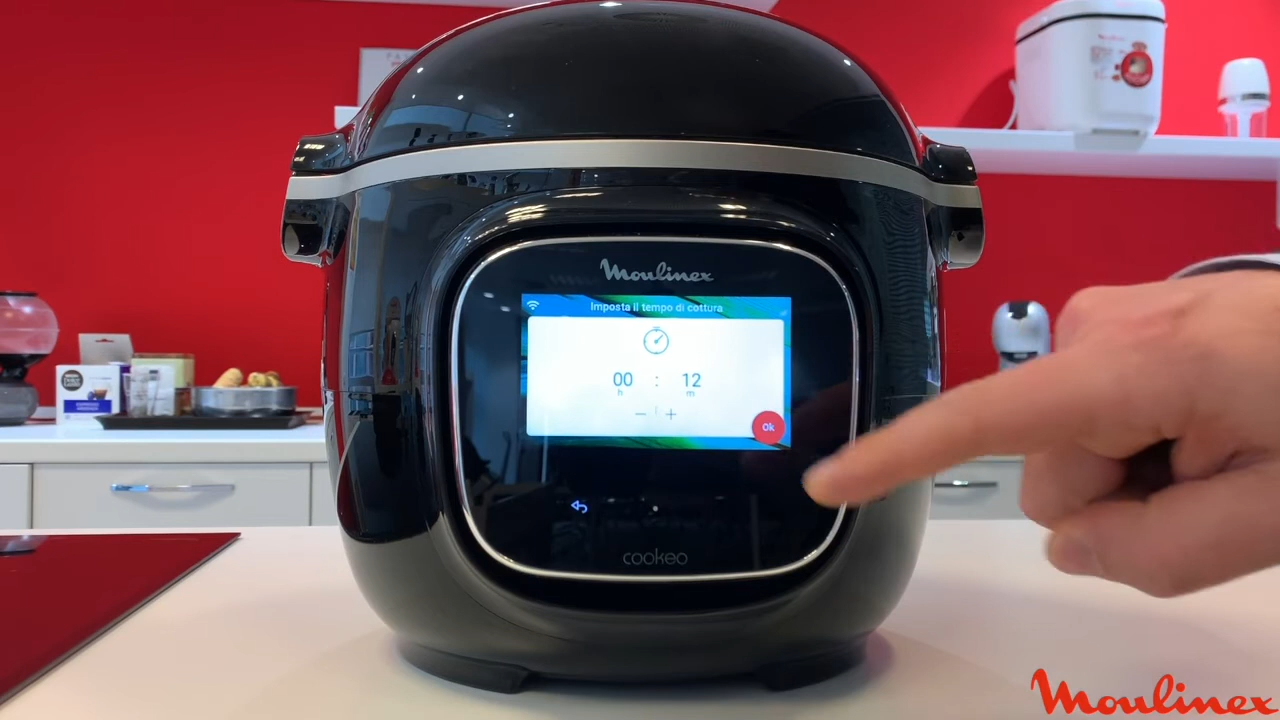 Moulinex
Imposta il tempo di cottura
00 : 12
h m
− +
Ok
cookeo
Moulinex